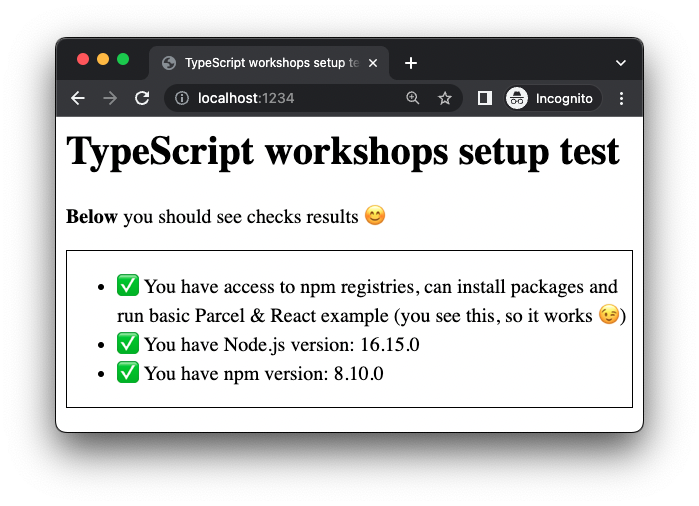 TypeScript workshops setup te
localhost:1234
Incognito
TypeScript workshops setup test
Below you should see checks results 😊
✅ You have access to npm registries, can install packages and
run basic Parcel & React example (you see this, so it works 😉)
✅ You have Node.js version: 16.15.0
✅ You have npm version: 8.10.0